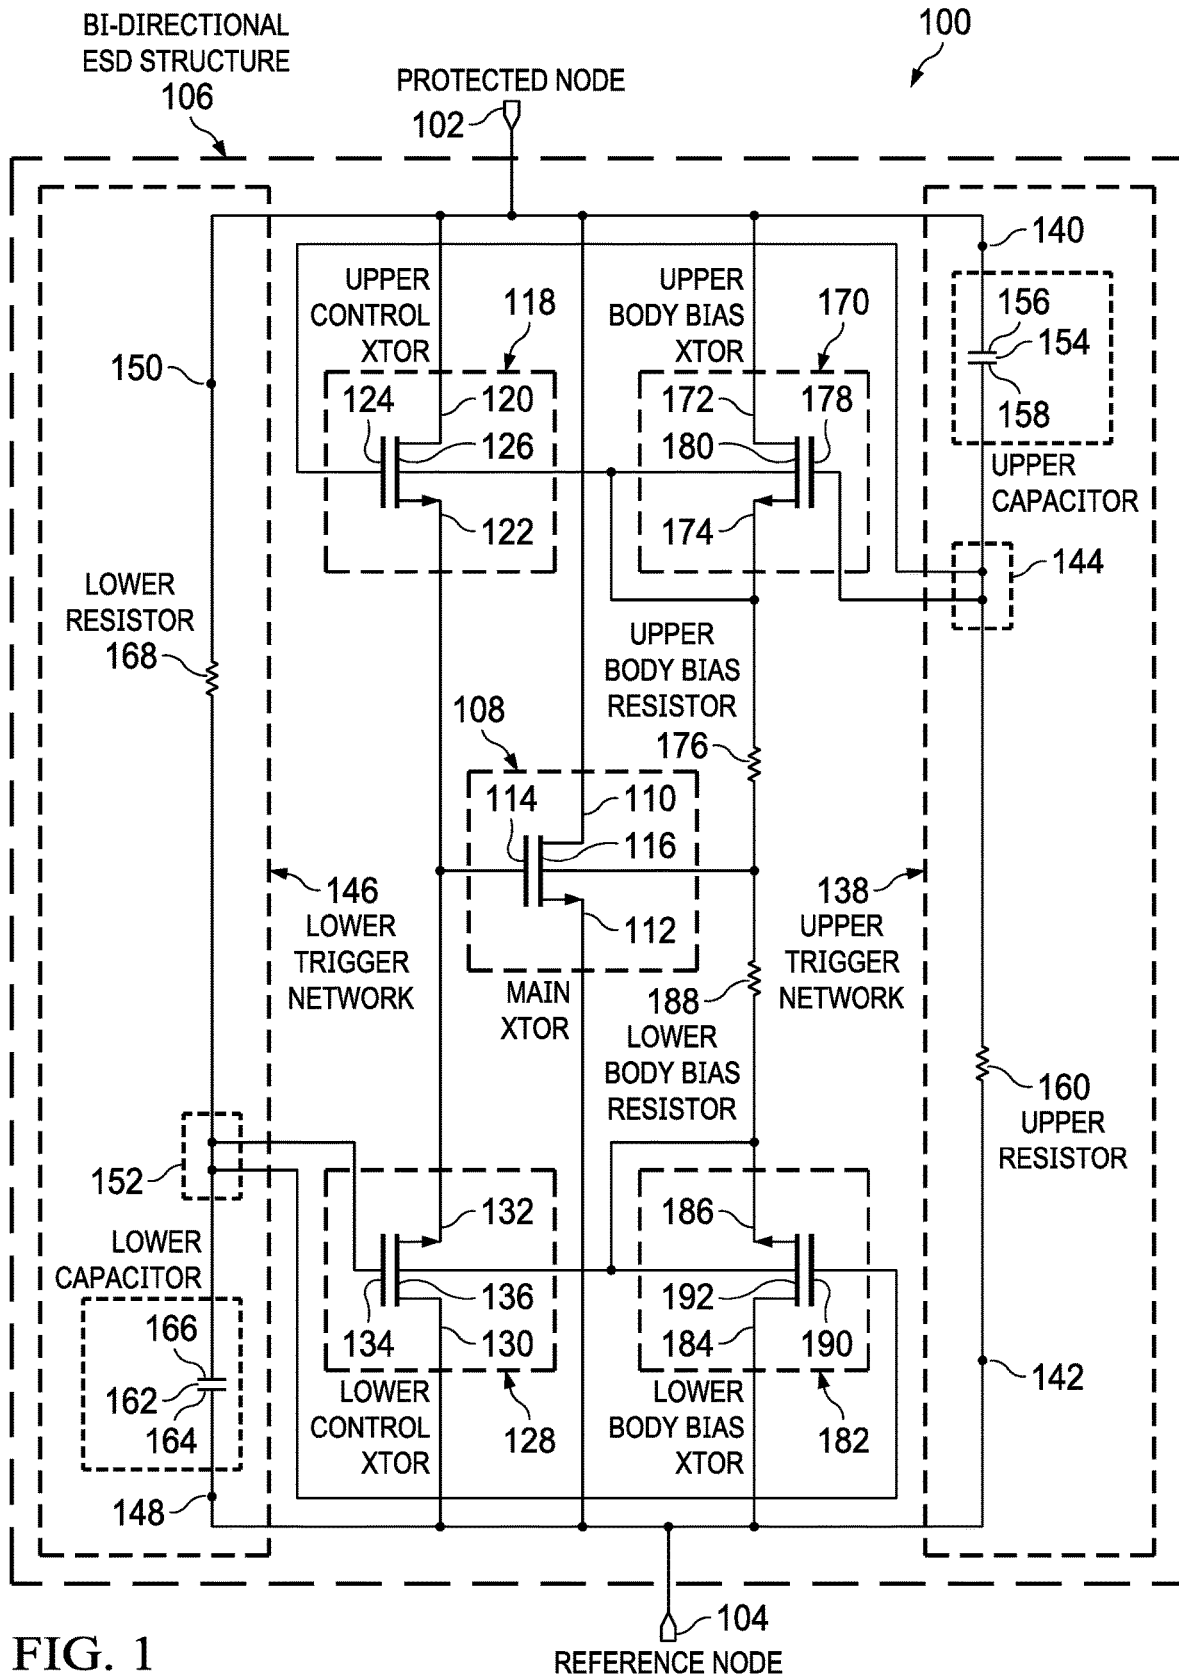 BI-DIRECTIONAL
ESD STRUCTURE
106
100
PROTECTED NODE
102
140
UPPER
CONTROL
XTOR
118
UPPER
BODY BIAS
XTOR
170
156
154
158
150
124
120
126
122
172
178
180
174
UPPER
CAPACITOR
144
LOWER
RESISTOR
168
UPPER
BODY BIAS
RESISTOR
176
108
114
110
116
112
146
LOWER
TRIGGER
NETWORK
MAIN
XTOR
138
UPPER
TRIGGER
NETWORK
188
LOWER
BODY BIAS
RESISTOR
160
UPPER
RESISTOR
152
LOWER
CAPACITOR
166
162
164
132
136
134
130
186
192
184
190
142
LOWER
CONTROL
XTOR
128
LOWER
BODY BIAS
XTOR
182
148
104
REFERENCE NODE
FIG. 1